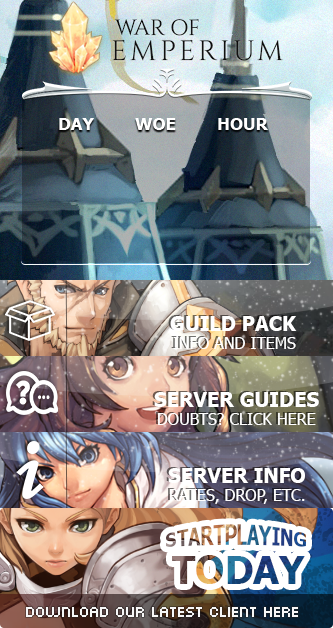 WAR OF
EMPERIUM
DAY WOE HOUR
GUILD PACK
INFO AND ITEMS
SERVER GUIDES
DOUBTS? CLICK HERE
SERVER INFO
RATES, DROP, ETC.
STARTPLAYING
TODAY
DOWNLOAD OUR LATEST CLIENT HERE